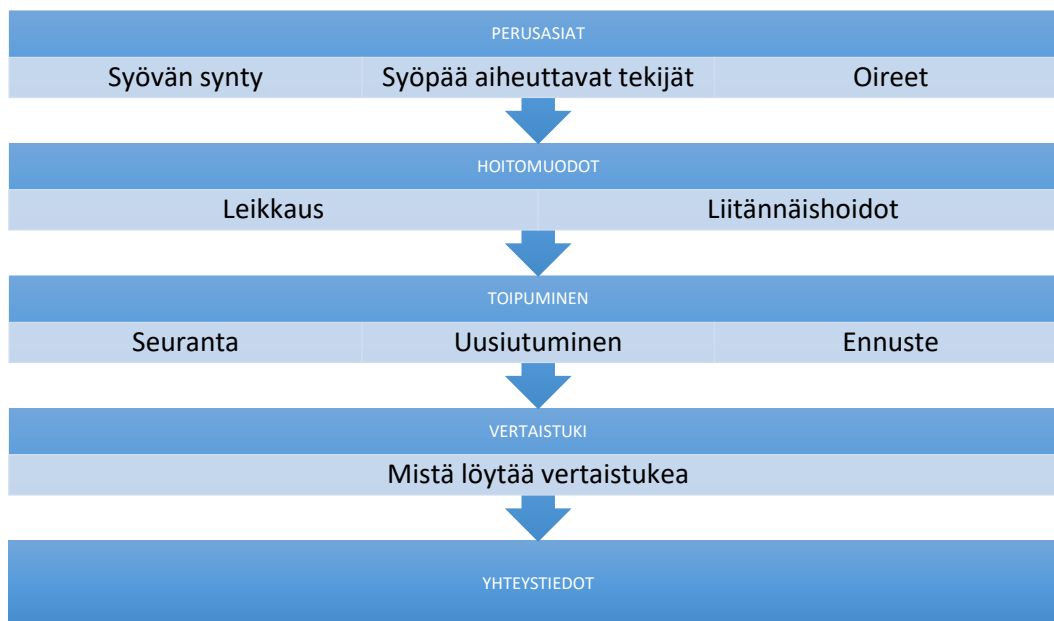 PERUSASIAT
Syövän synty
Syöpää aiheuttavat tekijät
Oireet
HOITOMUODOT
Leikkaus
Liitännäishoidot
TOIPUMINEN
Seuranta
Uusiutuminen
Ennuste
VERTAISTUKI
Mistä löytää vertaistukea
YHTEYSTIEDOT